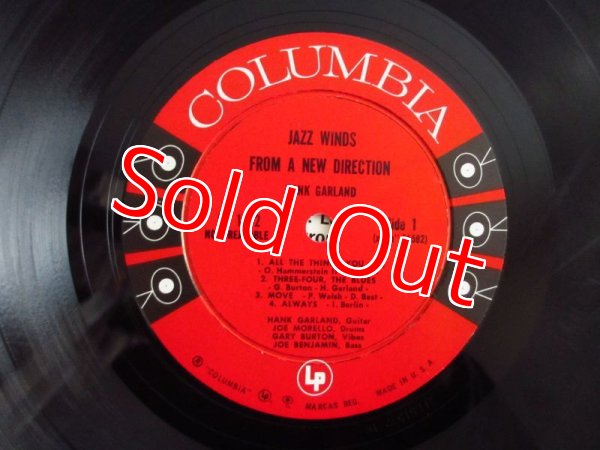 COLUMBIA
JAZZ WINDS
FROM A NEW DIRECTION
GARLAND
Side 1
Sold Out
1. ALL THE YOU
O. Hammerstein
2. THREE-FOUR, THE BLUES
G. Burton - H. Garland -
3. MOVE - P. Walsh - D. Best -
4. ALWAYS - I. Berlin -
HANK GARLAND, Guitar
JOE MORELLO, Drums
GARY BURTON, Vibes
JOE BENJAMIN, Bass
LP
® "COLUMBIA" MARCAS REG. MADE IN U. S. A.